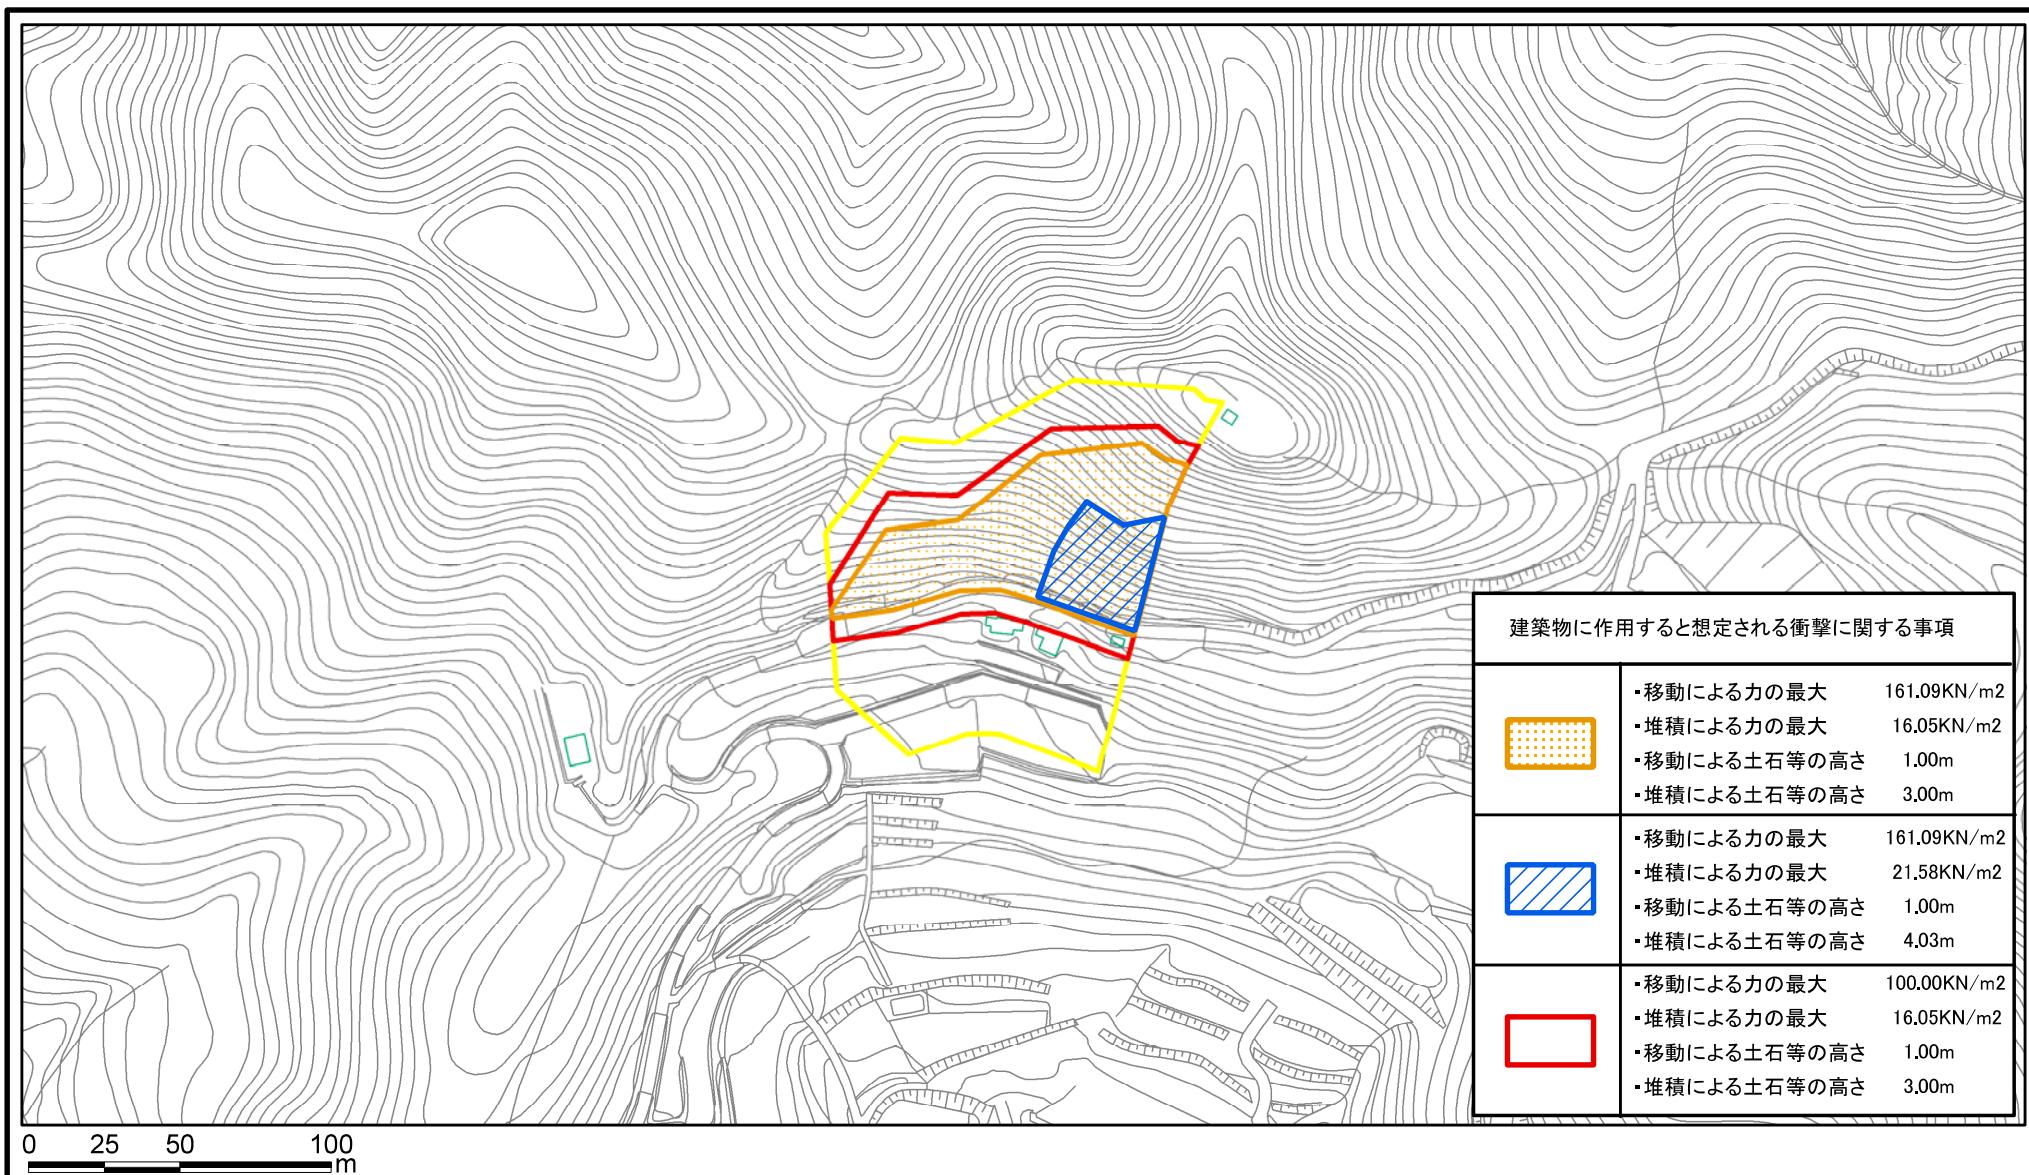 建築物に作用すると想定される衝撃に関する事項
・移動による力の最大 161.09KN/m2
・堆積による力の最大 16.05KN/m2
・移動による土石等の高さ 1.00m
・堆積による土石等の高さ 3.00m
・移動による力の最大 161.09KN/m2
・堆積による力の最大 21.58KN/m2
・移動による土石等の高さ 1.00m
・堆積による土石等の高さ 4.03m
・移動による力の最大 100.00KN/m2
・堆積による力の最大 16.05KN/m2
・移動による土石等の高さ 1.00m
・堆積による土石等の高さ 3.00m
0 25 50 100
m